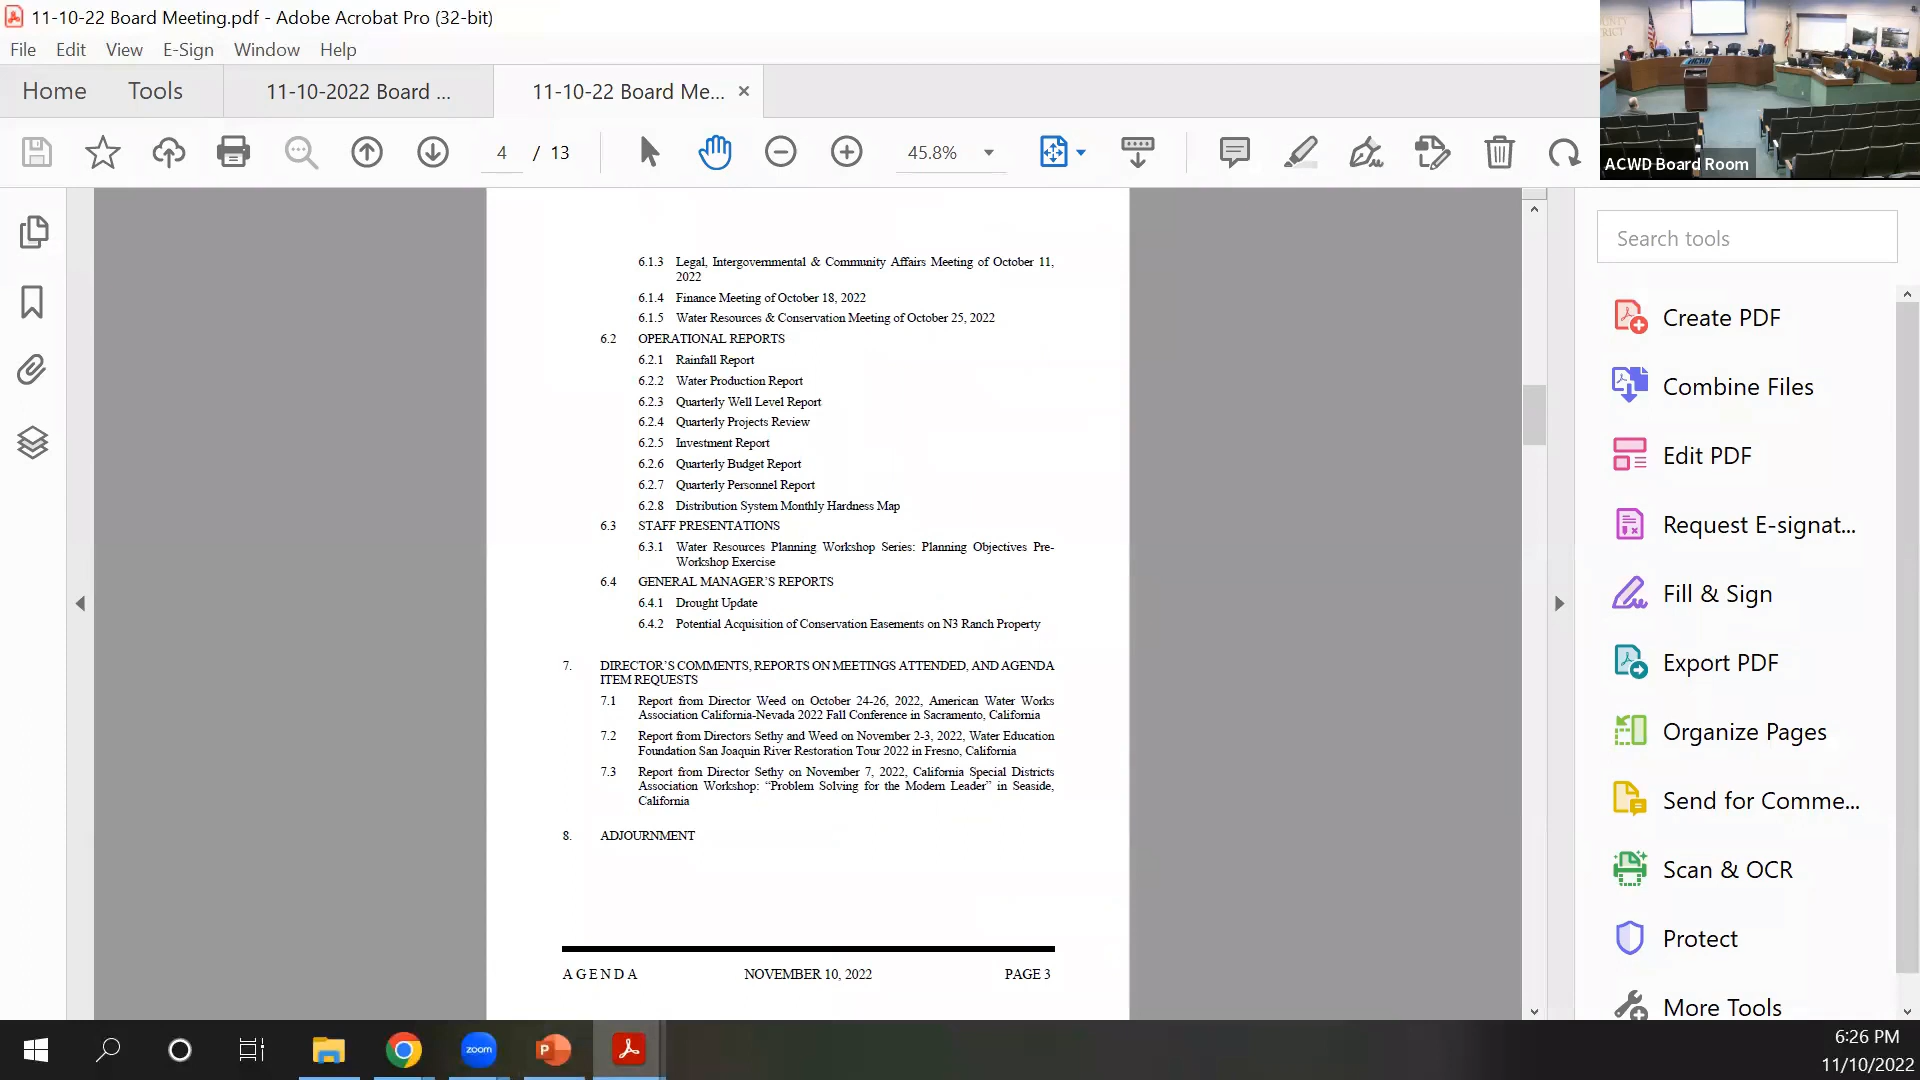 11-10-22 Board Meeting.pdf - Adobe Acrobat Pro (32-bit)
File Edit View E-Sign Window Help
Home Tools 11-10-2022 Board ... 11-10-22 Board Me... ×
4 / 13 45.8%
ACWD Board Room
Search tools
Create PDF
Combine Files
Edit PDF
Request E-signat...
Fill & Sign
Export PDF
Organize Pages
Send for Comme...
Scan & OCR
Protect
More Tools
6.1.3 Legal, Intergovernmental & Community Affairs Meeting of October 11,
2022
6.1.4 Finance Meeting of October 18, 2022
6.1.5 Water Resources & Conservation Meeting of October 25, 2022
6.2 OPERATIONAL REPORTS
6.2.1 Rainfall Report
6.2.2 Water Production Report
6.2.3 Quarterly Well Level Report
6.2.4 Quarterly Projects Review
6.2.5 Investment Report
6.2.6 Quarterly Budget Report
6.2.7 Quarterly Personnel Report
6.2.8 Distribution System Monthly Hardness Map
6.3 STAFF PRESENTATIONS
6.3.1 Water Resources Planning Workshop Series: Planning Objectives Pre-
Workshop Exercise
6.4 GENERAL MANAGER'S REPORTS
6.4.1 Drought Update
6.4.2 Potential Acquisition of Conservation Easements on N3 Ranch Property
7. DIRECTOR'S COMMENTS, REPORTS ON MEETINGS ATTENDED, AND AGENDA
ITEM REQUESTS
7.1 Report from Director Weed on October 24-26, 2022, American Water Works
Association California-Nevada 2022 Fall Conference in Sacramento, California
7.2 Report from Directors Sethy and Weed on November 2-3, 2022, Water Education
Foundation San Joaquin River Restoration Tour 2022 in Fresno, California
7.3 Report from Director Sethy on November 7, 2022, California Special Districts
Association Workshop: “Problem Solving for the Modern Leader” in Seaside,
California
8. ADJOURNMENT
AGENDA NOVEMBER 10, 2022 PAGE 3
zoom
6:26 PM
11/10/2022